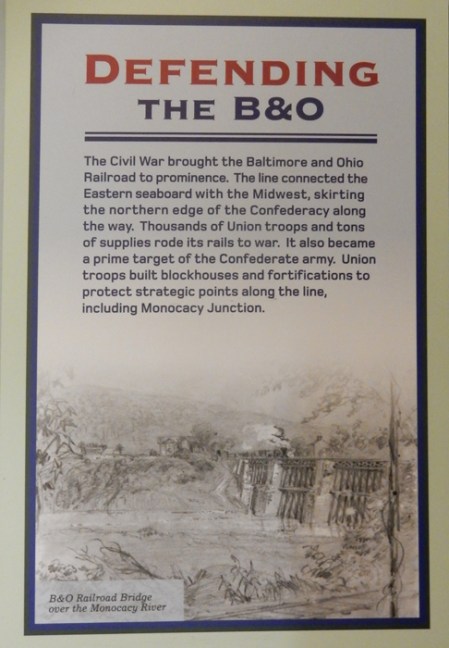 DEFENDING
THE B&O
The Civil War brought the Baltimore and Ohio
Railroad to prominence. The line connected the
Eastern seaboard with the Midwest, skirting
the northern edge of the Confederacy along
the way. Thousands of Union troops and tons
of supplies rode its rails to war. It also became
a prime target of the Confederate army. Union
troops built blockhouses and fortifications to
protect strategic points along the line,
including Monocacy Junction.
B&O Railroad Bridge
over the Monocacy River